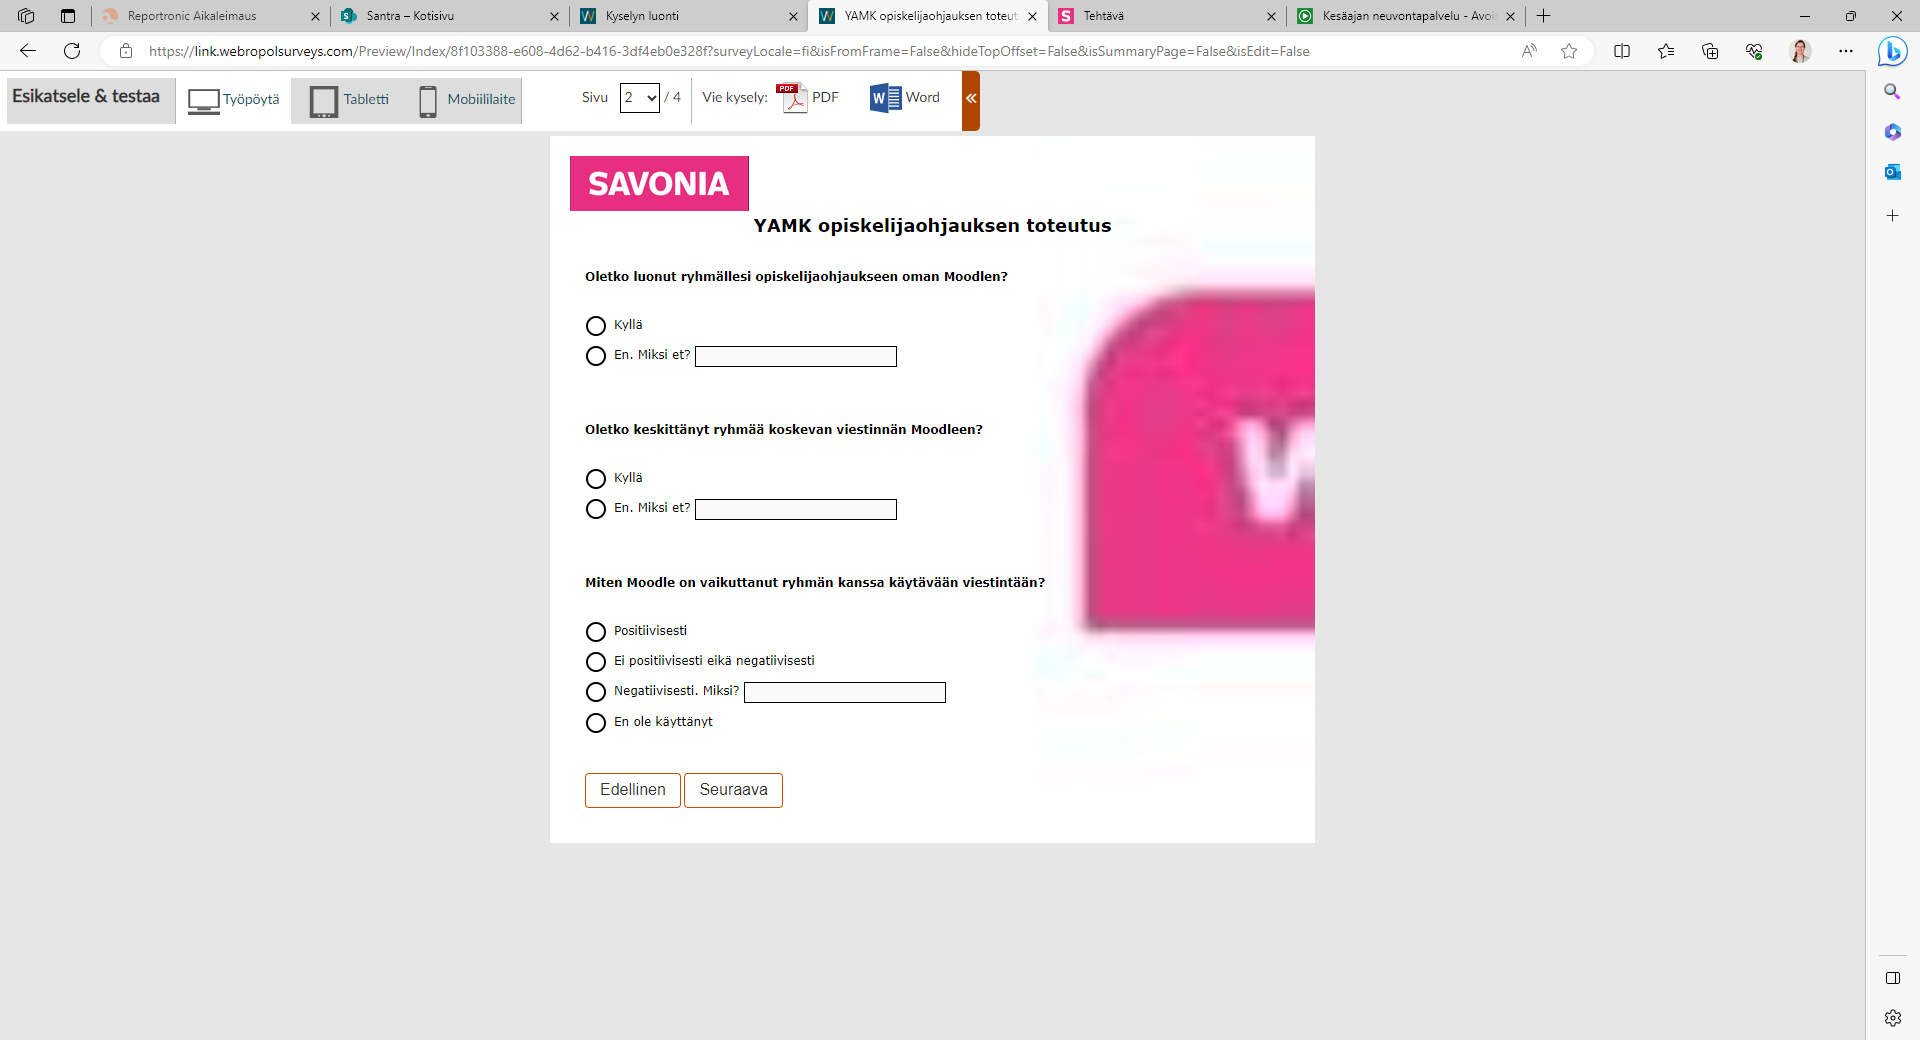 Reportronic Aikaleimaus
Santra – Kotisivu
Kyselyn luonti
YAMK opiskelijaohjauksen toteut
Tehtävä
Kesäajan neuvontapalvelu - Avoi
https://link.webropolsurveys.com/Preview/Index/8f103388-e608-4d62-b416-3df4eb0e328f?surveyLocale=fi&isFromFrame=False&hideTopOffset=False&isSummaryPage=False&isEdit=False
Esikatsele & testaa
Työpöytä
Tabletti
Mobiililaite
Sivu 2 / 4
Vie kysely: PDF PDF
W Word
«
SAVONIA
YAMK opiskelijaohjauksen toteutus
Oletko luonut ryhmällesi opiskelijaohjaukseen oman Moodlen?
Kyllä
En. Miksi et?
Oletko keskittänyt ryhmää koskevan viestinnän Moodleen?
Kyllä
En. Miksi et?
Miten Moodle on vaikuttanut ryhmän kanssa käytävään viestintään?
Positiivisesti
Ei positiivisesti eikä negatiivisesti
Negatiivisesti. Miksi?
En ole käyttänyt
Edellinen
Seuraava